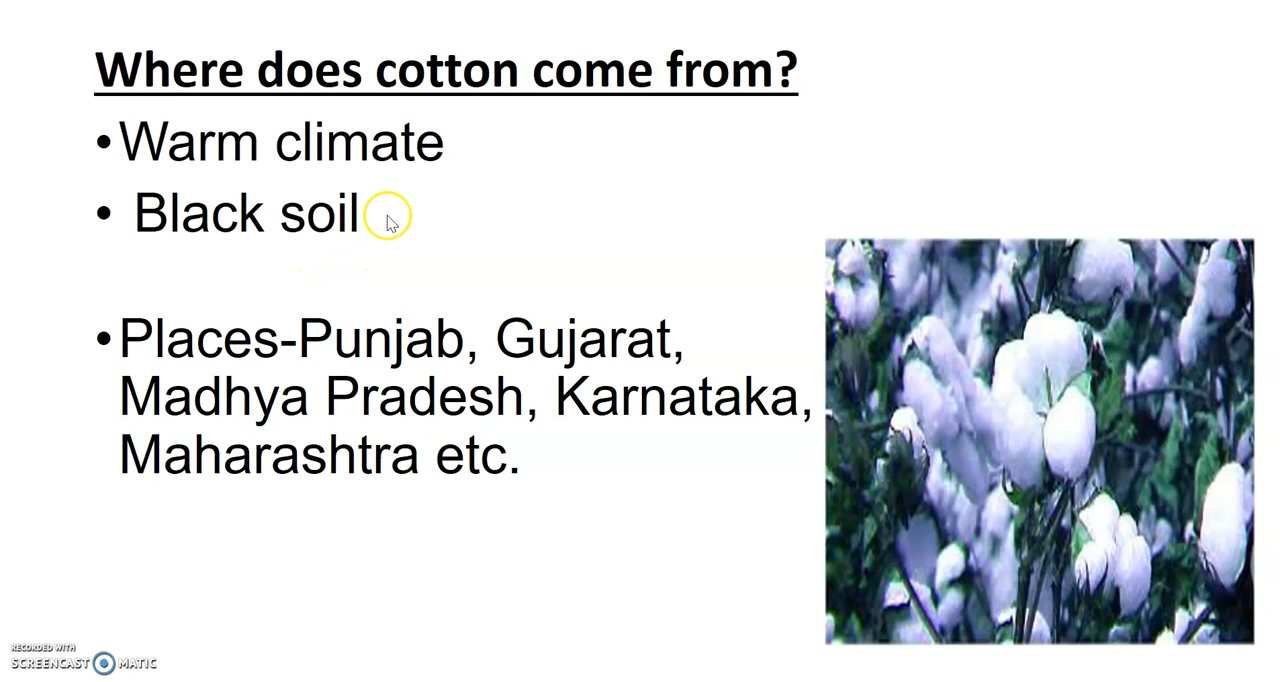 Where does cotton come from?
•Warm climate
• Black soil
•Places-Punjab, Gujarat,
Madhya Pradesh, Karnataka,
Maharashtra etc.
RECORDED WITH
SCREENCAST MATIC